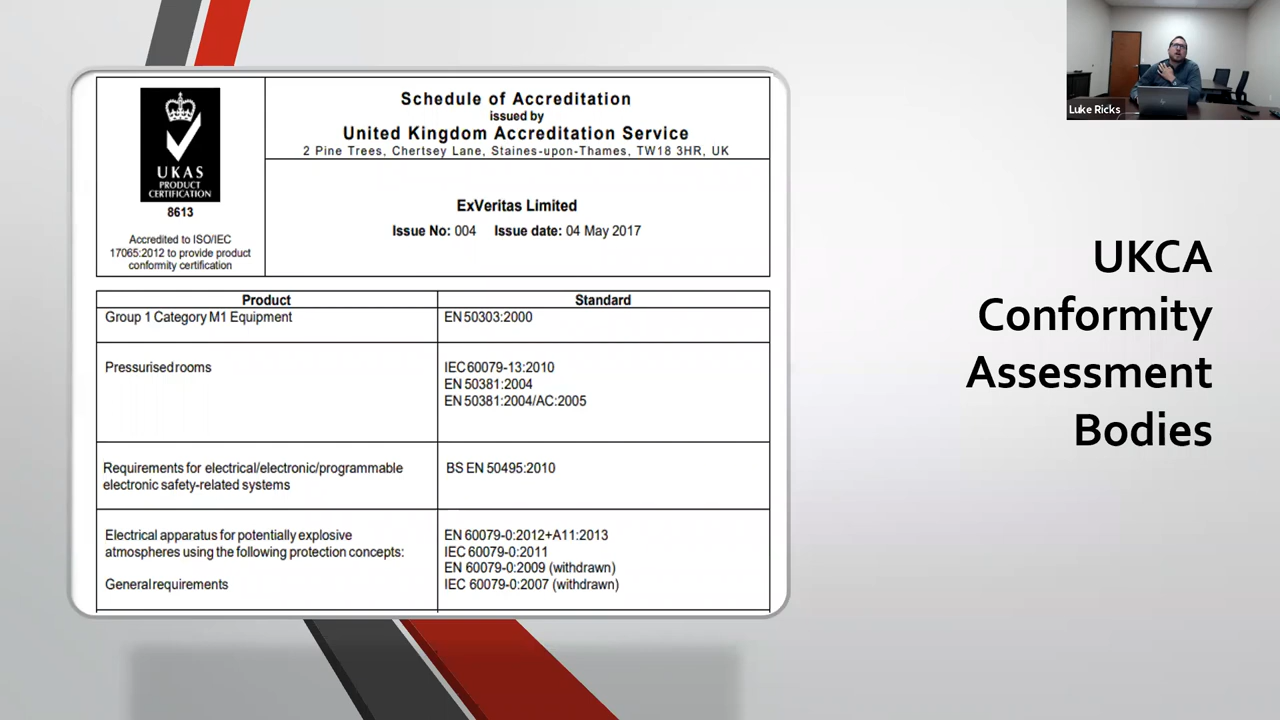 UKAS
PRODUCT
CERTIFICATION
8613
Accredited to ISO/IEC
17065:2012 to provide product
conformity certification
Schedule of Accreditation
issued by
United Kingdom Accreditation Service
2 Pine Trees, Chertsey Lane, Staines-upon-Thames, TW18 3HR, UK
ExVeritas Limited
Issue No: 004 Issue date: 04 May 2017
Product Standard
Group 1 Category M1 Equipment EN 50303:2000
Pressurised rooms IEC 60079-13:2010
EN 50381:2004
EN 50381:2004/AC:2005
Requirements for electrical/electronic/programmable BS EN 50495:2010
electronic safety-related systems
Electrical apparatus for potentially explosive EN 60079-0:2012+A11:2013
atmospheres using the following protection concepts: IEC 60079-0:2011
EN 60079-0:2009 (withdrawn)
General requirements IEC 60079-0:2007 (withdrawn)
Luke Ricks
UKCA
Conformity
Assessment
Bodies